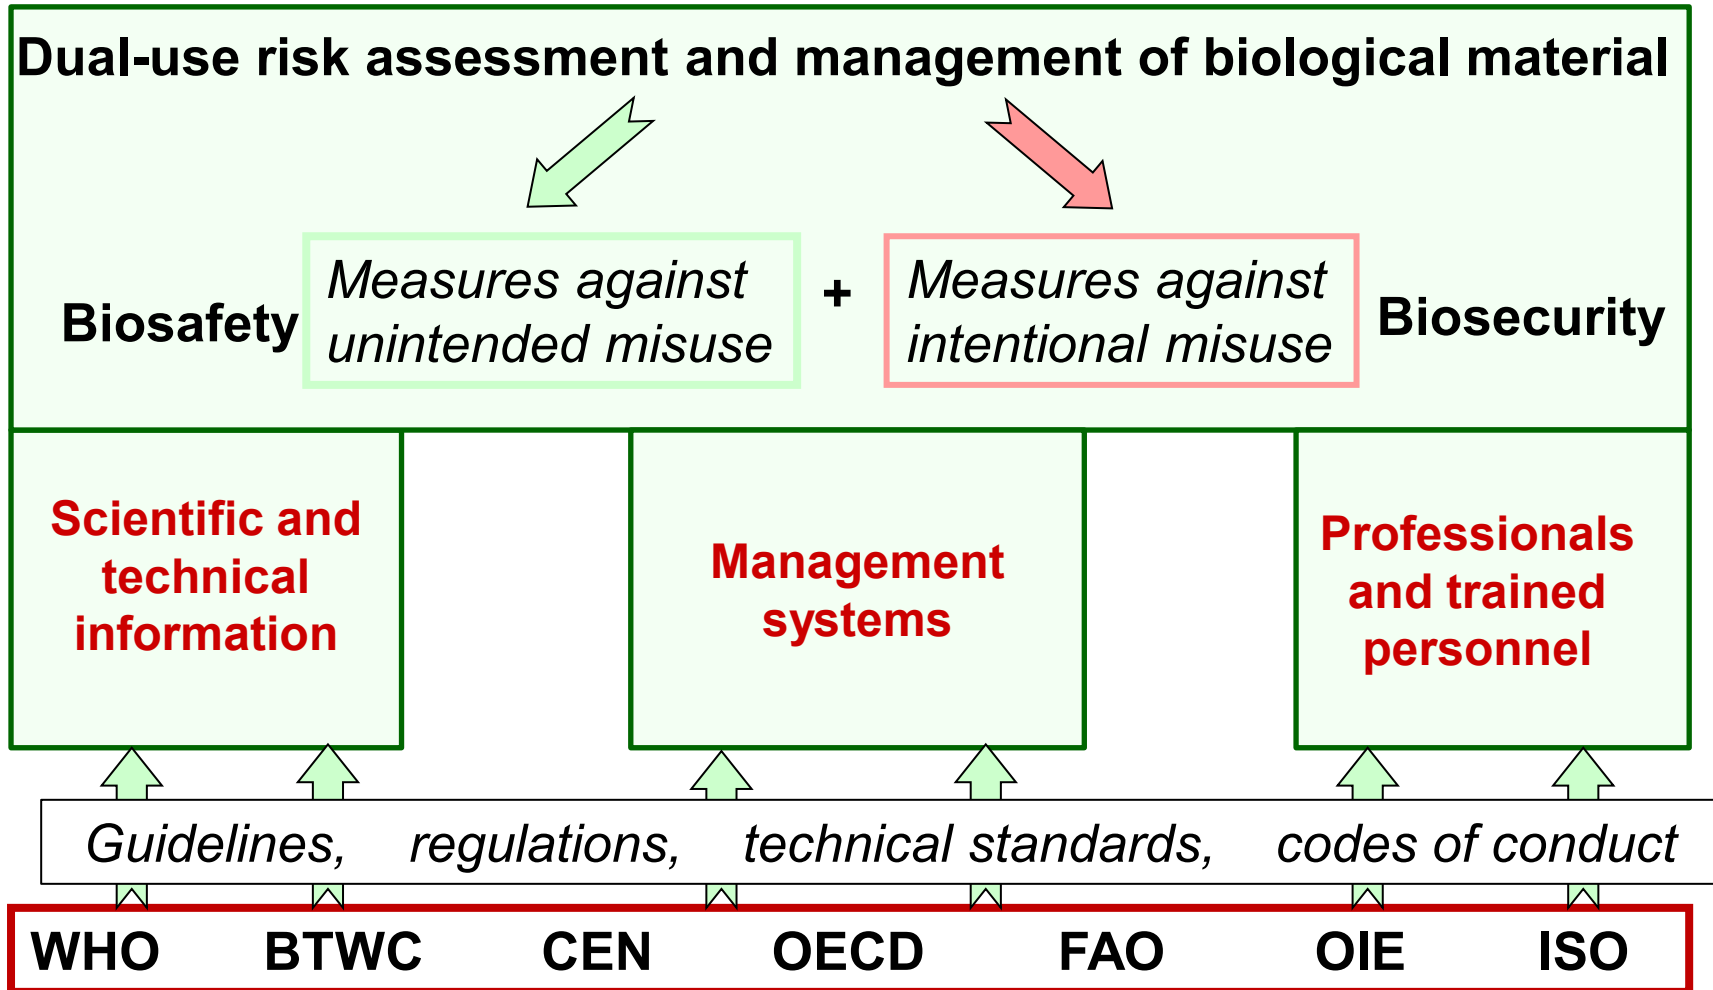 Dual-use risk assessment and management of biological material
Biosafety
Measures against
unintended misuse
+
Measures against
intentional misuse
Biosecurity
Scientific and
technical
information
Management
systems
Professionals
and trained
personnel
Guidelines, regulations, technical standards, codes of conduct
WHO BTWC CEN OECD FAO OIE ISO